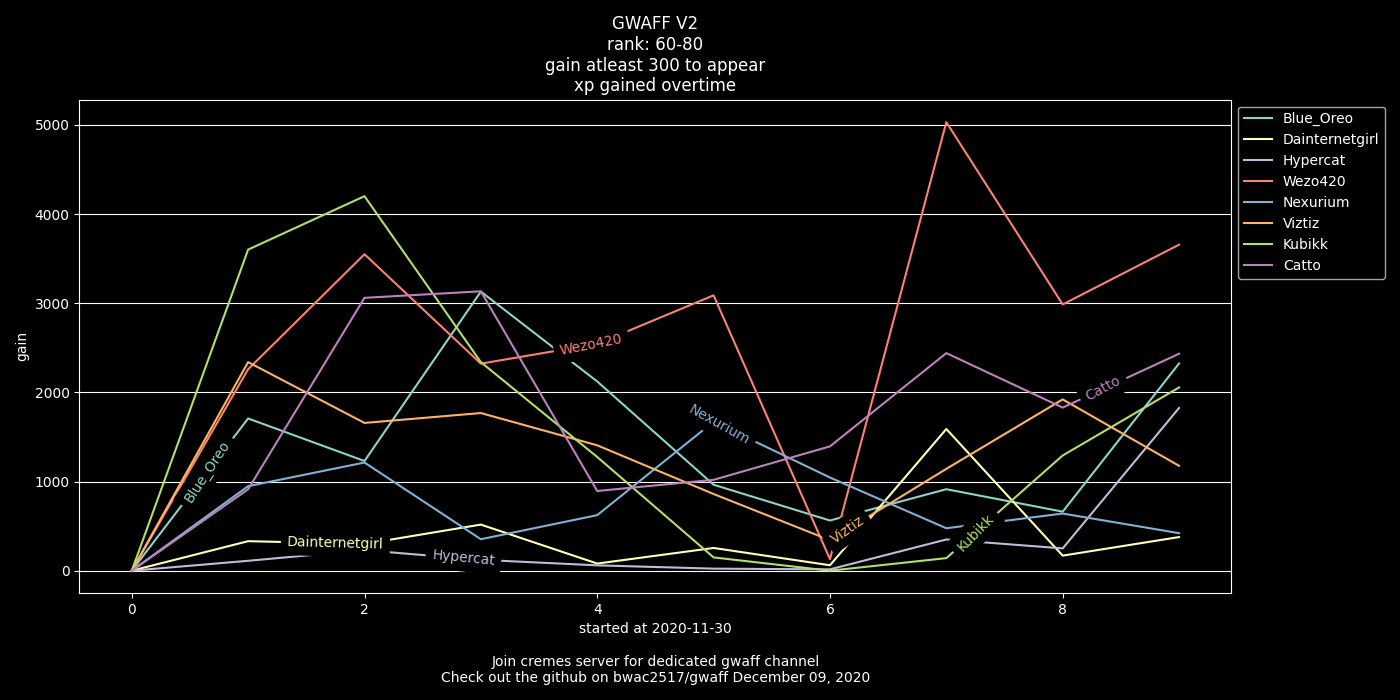 GWAFF V2
rank: 60-80
gain atleast 300 to appear
xp gained overtime
5000
4000
3000
2000
1000
0
gain
Blue_Oreo
Dainternetgirl
Hypercat
Wezo420
Nexurium
Viztiz
Kubikk
Catto
0
2
4
6
8
started at 2020-11-30
Join cremes server for dedicated gwaff channel
Check out the github on bwac2517/gwaff December 09, 2020
Blue_Oreo
Dainternetgirl
Hypercat
Wezo420
Nexurium
Viztiz
Kubikk
Catto